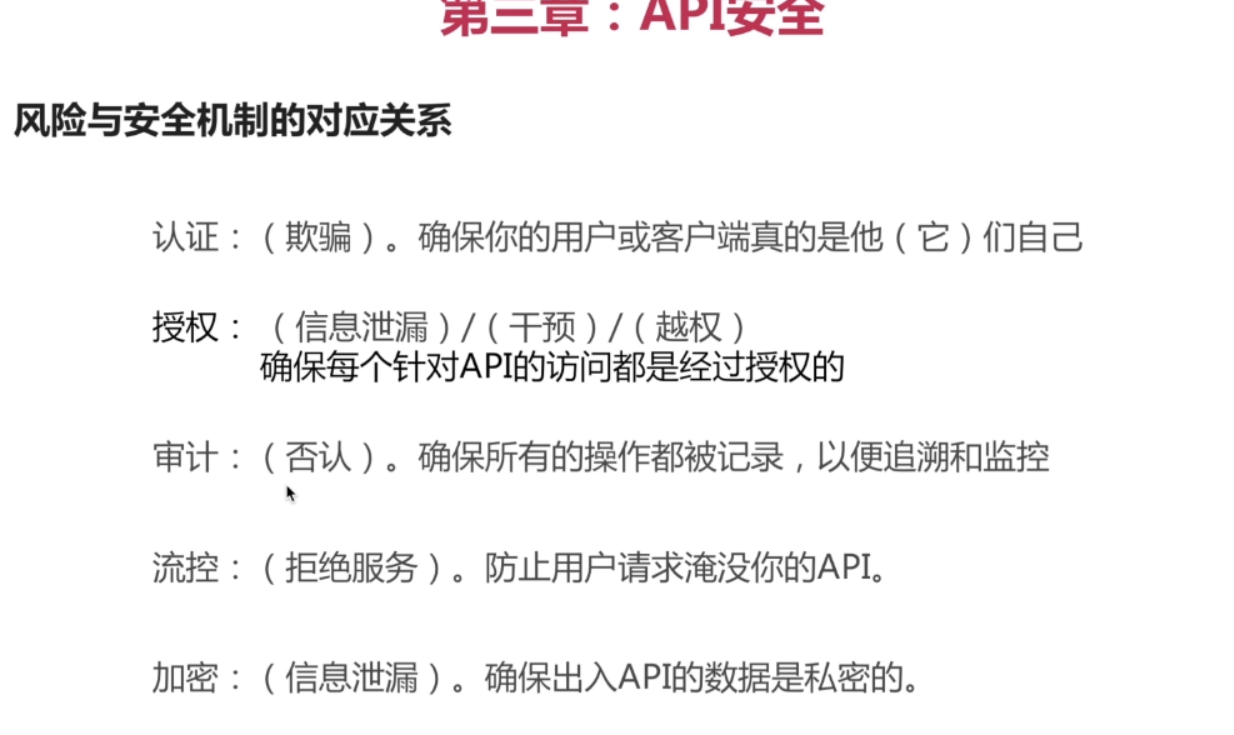 第三章：API安全
风险与安全机制的对应关系
认证：（欺骗）。确保你的用户或客户端真的是他（它）们自己
授权：（信息泄漏）/（干预）/（越权）
确保每个针对API的访问都是经过授权的
审计：（否认）。确保所有的操作都被记录，以便追溯和监控
流控：（拒绝服务）。防止用户请求淹没你的API。
加密：（信息泄漏）。确保出入API的数据是私密的。